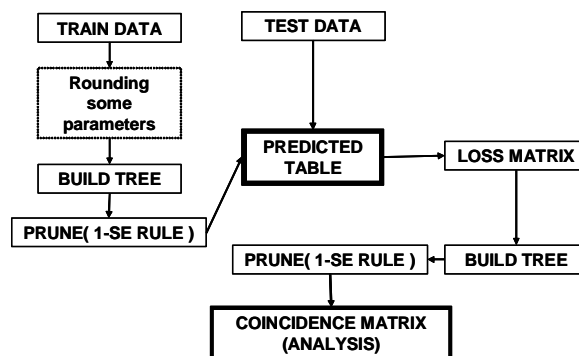 TRAIN DATA
TEST DATA
Rounding
some
parameters
PREDICTED
TABLE
LOSS MATRIX
BUILD TREE
PRUNE( 1-SE RULE )
PRUNE( 1-SE RULE )
BUILD TREE
COINCIDENCE MATRIX
(ANALYSIS)